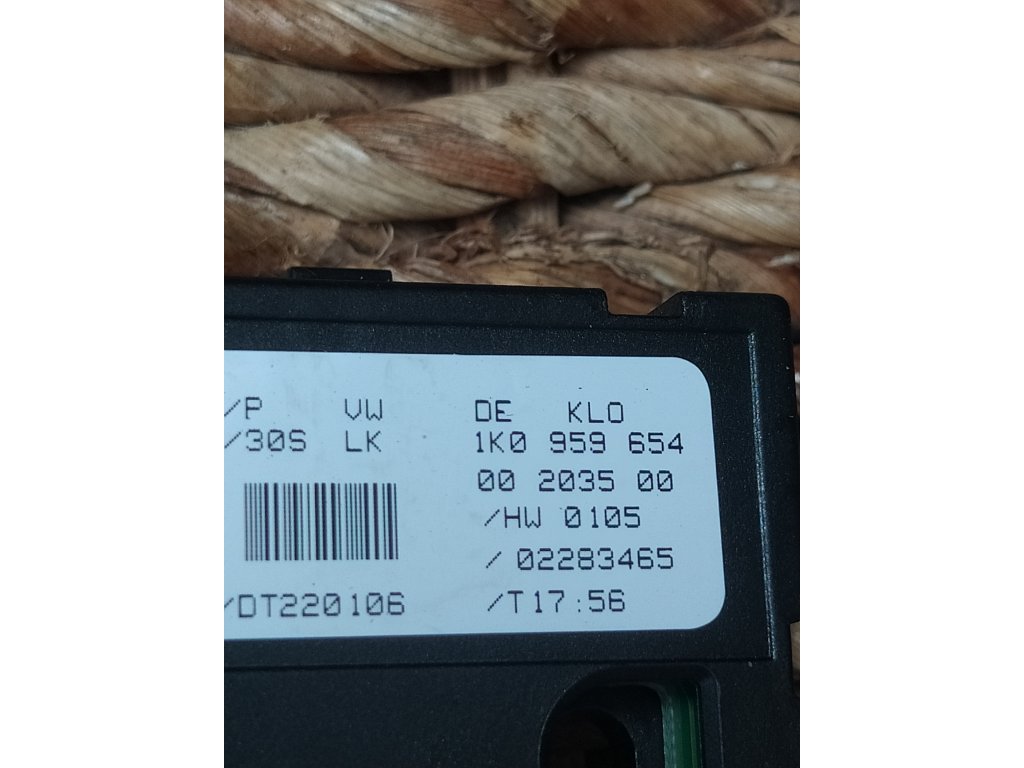 /P VW DE KLO
/30S LK 1K0 959 654
00 2035 00
/HW 0105
/02283465
/DT220106 /T17:56